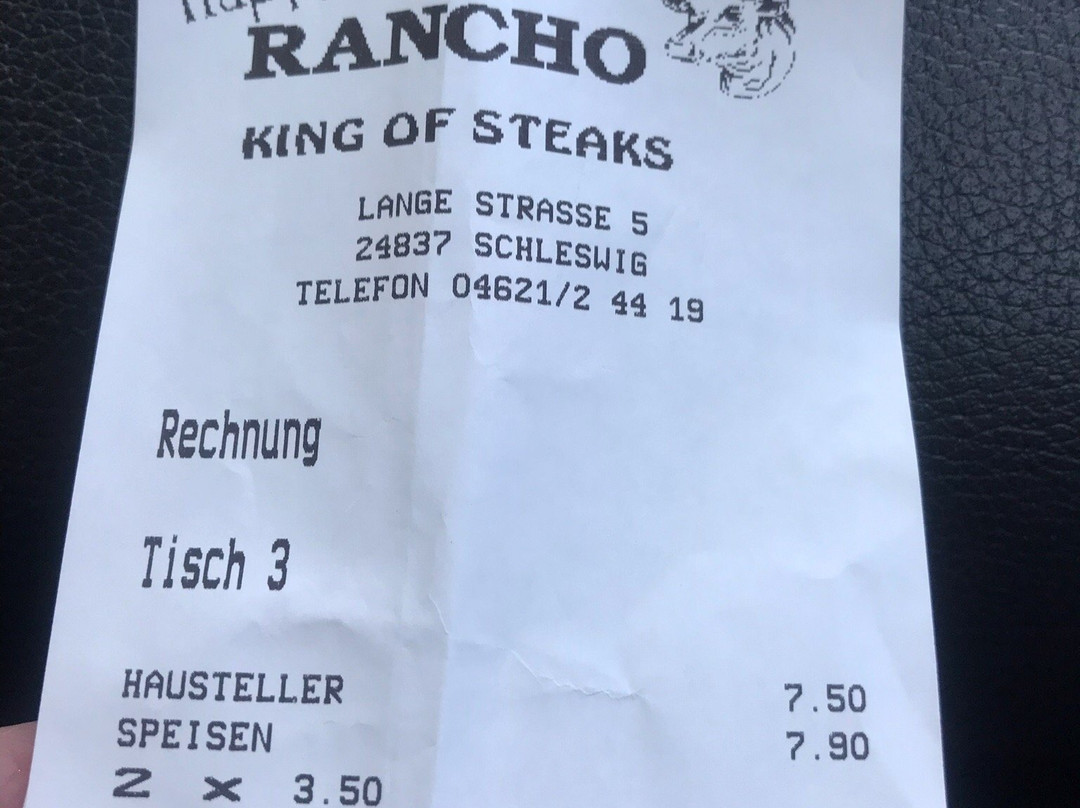 RANCHO
KING OF STEAKS
LANGE STRASSE 5
24837 SCHLESWIG
TELEFON 04621/2 44 19
Rechnung
Tisch 3
HAUSTELLER 7.50
SPEISEN 7.90
2 x 3.50